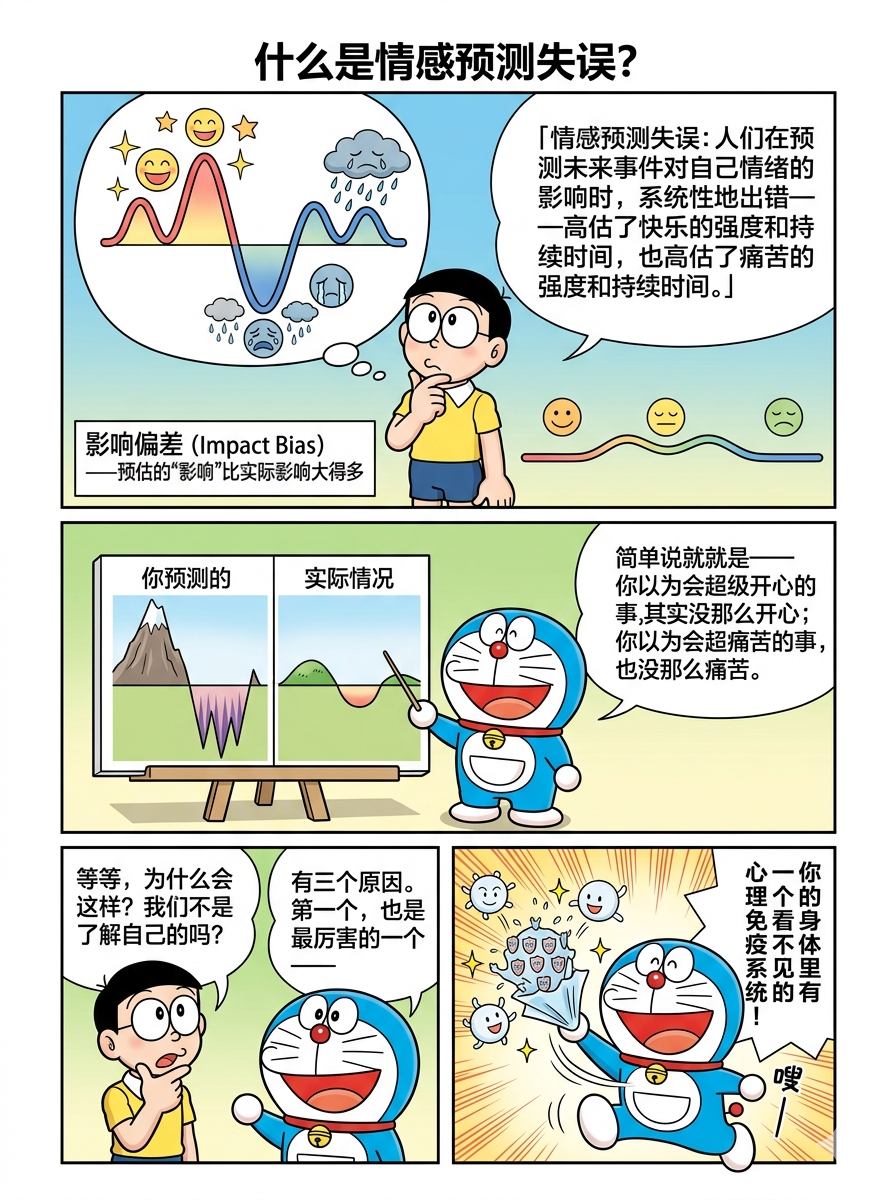 什么是情感预测失误？
「情感预测失误：人们在预
测未来事件对自己情绪的
影响时，系统性地出错—
—高估了快乐的强度和持
续时间，也高估了痛苦的
强度和持续时间。」
影响偏差（Impact Bias）
——预估的“影响”比实际影响大得多
你预测的
实际情况
简单说就就是——
你以为会超级开心的
事,其实没那么开心；
你以为会超痛苦的事，
也没那么痛苦。
等等，为什么会
这样？我们不是
了解自己的吗？
有三个原因。
第一个，也是
最厉害的一个
——
你的身体里有
一个看不见的
心理免疫系统！
嗖—